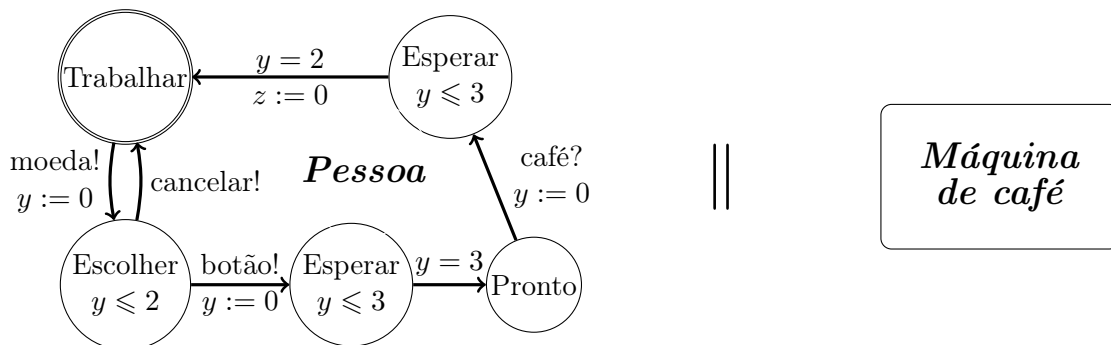 Trabalhar
y = 2
z := 0
Esperar
y ⩽ 3
moeda!
y := 0
cancelar!
Pessoa
café?
y := 0
||
Máquina
de café
Escolher
y ⩽ 2
botão!
y := 0
Esperar
y ⩽ 3
y = 3
Pronto